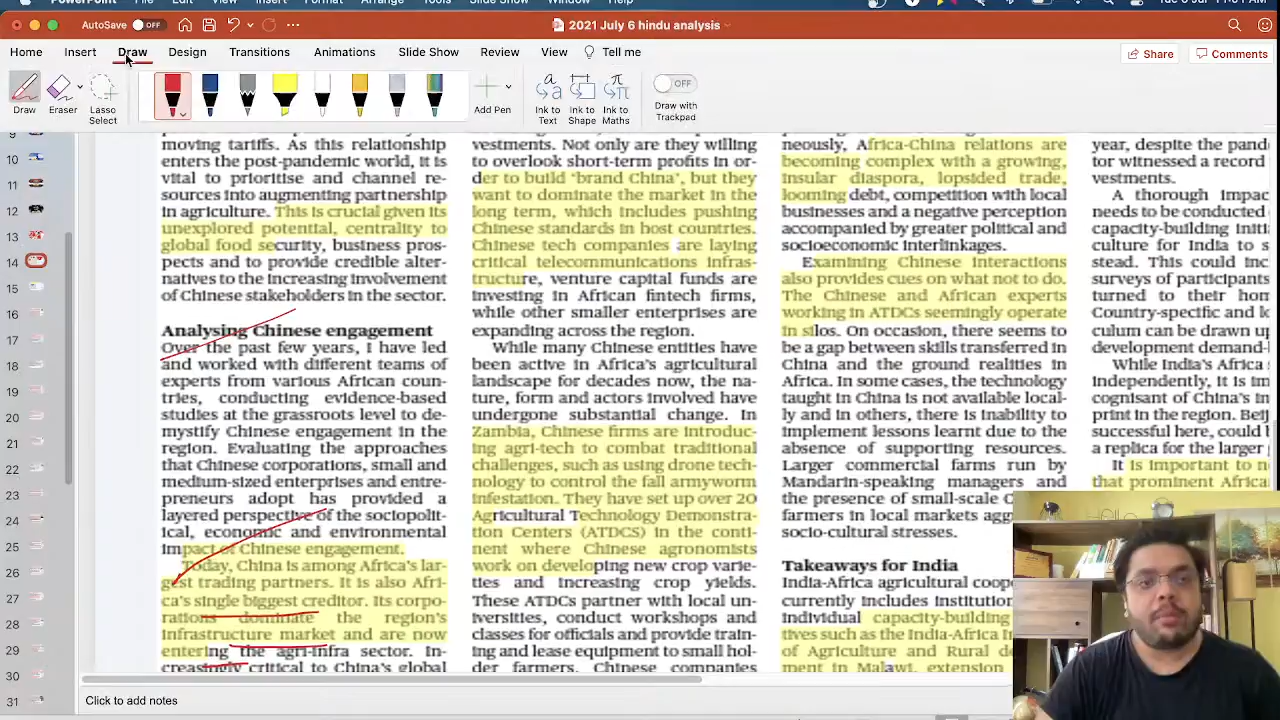 AutoSave OFF
2021 July 6 hindu analysis
Home Insert Draw Design Transitions Animations Slide Show Review View Tell me
Share Comments
Draw
Eraser
Lasso Select
Add Pen
Ink to Text
Ink to Shape
Ink to Maths
OFF
Draw with Trackpad
10
11
12
13
14
15
16
17
18
19
20
21
22
23
24
25
26
27
28
29
30
31
moving tariffs. As this relationship
enters the post-pandemic world, it is
vital to prioritise and channel re-
sources into augmenting partnership
in agriculture. This is crucial given its
unexplored potential, centrality to
global food security, business pros-
pects and to provide credible alter-
natives to the increasing involvement
of Chinese stakeholders in the sector.
Analysing Chinese engagement
Over the past few years, I have led
and worked with different teams of
experts from various African coun-
tries, conducting evidence-based
studies at the grassroots level to de-
mystify Chinese engagement in the
region. Evaluating the approaches
that Chinese corporations, small and
medium-sized enterprises and entre-
preneurs adopt has provided a
layered perspective of the sociopolit-
ical, economic and environmental
impact of Chinese engagement.
Today, China is among Africa's lar-
gest trading partners. It is also Afri-
ca's single biggest creditor. Its corpo-
rations dominate the region's
infrastructure market and are now
entering the agri-infra sector. In-
creasingly critical to China's global
vestments. Not only are they willing
to overlook short-term profits in or-
der to build 'brand China', but they
want to dominate the market in the
long term, which includes pushing
Chinese standards in host countries.
Chinese tech companies are laying
critical telecommunications infras-
tructure, venture capital funds are
investing in African fintech firms,
while other smaller enterprises are
expanding across the region.
While many Chinese entities have
been active in Africa's agricultural
landscape for decades now, the na-
ture, form and actors involved have
undergone substantial change. In
Zambia, Chinese firms are introduc-
ing agri-tech to combat traditional
challenges, such as using drone tech-
nology to control the fall armyworm
infestation. They have set up over 20
Agricultural Technology Demonstra-
tion Centers (ATDCS) in the conti-
nent where Chinese agronomists
work on developing new crop varie-
ties and increasing crop yields.
These ATDCs partner with local un-
iversities, conduct workshops and
classes for officials and provide train-
ing and lease equipment to small hol-
der farmers. Chinese companies
neously, Africa-China relations are
becoming complex with a growing,
insular diaspora, lopsided trade,
looming debt, competition with local
businesses and a negative perception
accompanied by greater political and
socioeconomic interlinkages.
Examining Chinese interactions
also provides cues on what not to do.
The Chinese and African experts
working in ATDCs seemingly operate
in silos. On occasion, there seems to
be a gap between skills transferred in
China and the ground realities in
Africa. In some cases, the technology
taught in China is not available local-
ly and in others, there is inability to
implement lessons learnt due to the
absence of supporting resources.
Larger commercial farms run by
Mandarin-speaking managers and
the presence of small-scale C
farmers in local markets agg
socio-cultural stresses.
Takeaways for India
India-Africa agricultural coope
currently includes institution
individual capacity-building
tives such as the India-Africa I
of Agriculture and Rural de
ment in Malawi, extension
year, despite the pand
tor witnessed a record
vestments.
A thorough impac
needs to be conducted
capacity-building initi
culture for India to s
stead. This could inc
surveys of participants
turned to their hom
Country-specific and l
culum can be drawn up
development demand-
While India's Africa
independently, it is im
cognisant of China's in
print in the region. Beij
successful here, could b
a replica for the larger
It is important to n
that prominent Africa
Click to add notes